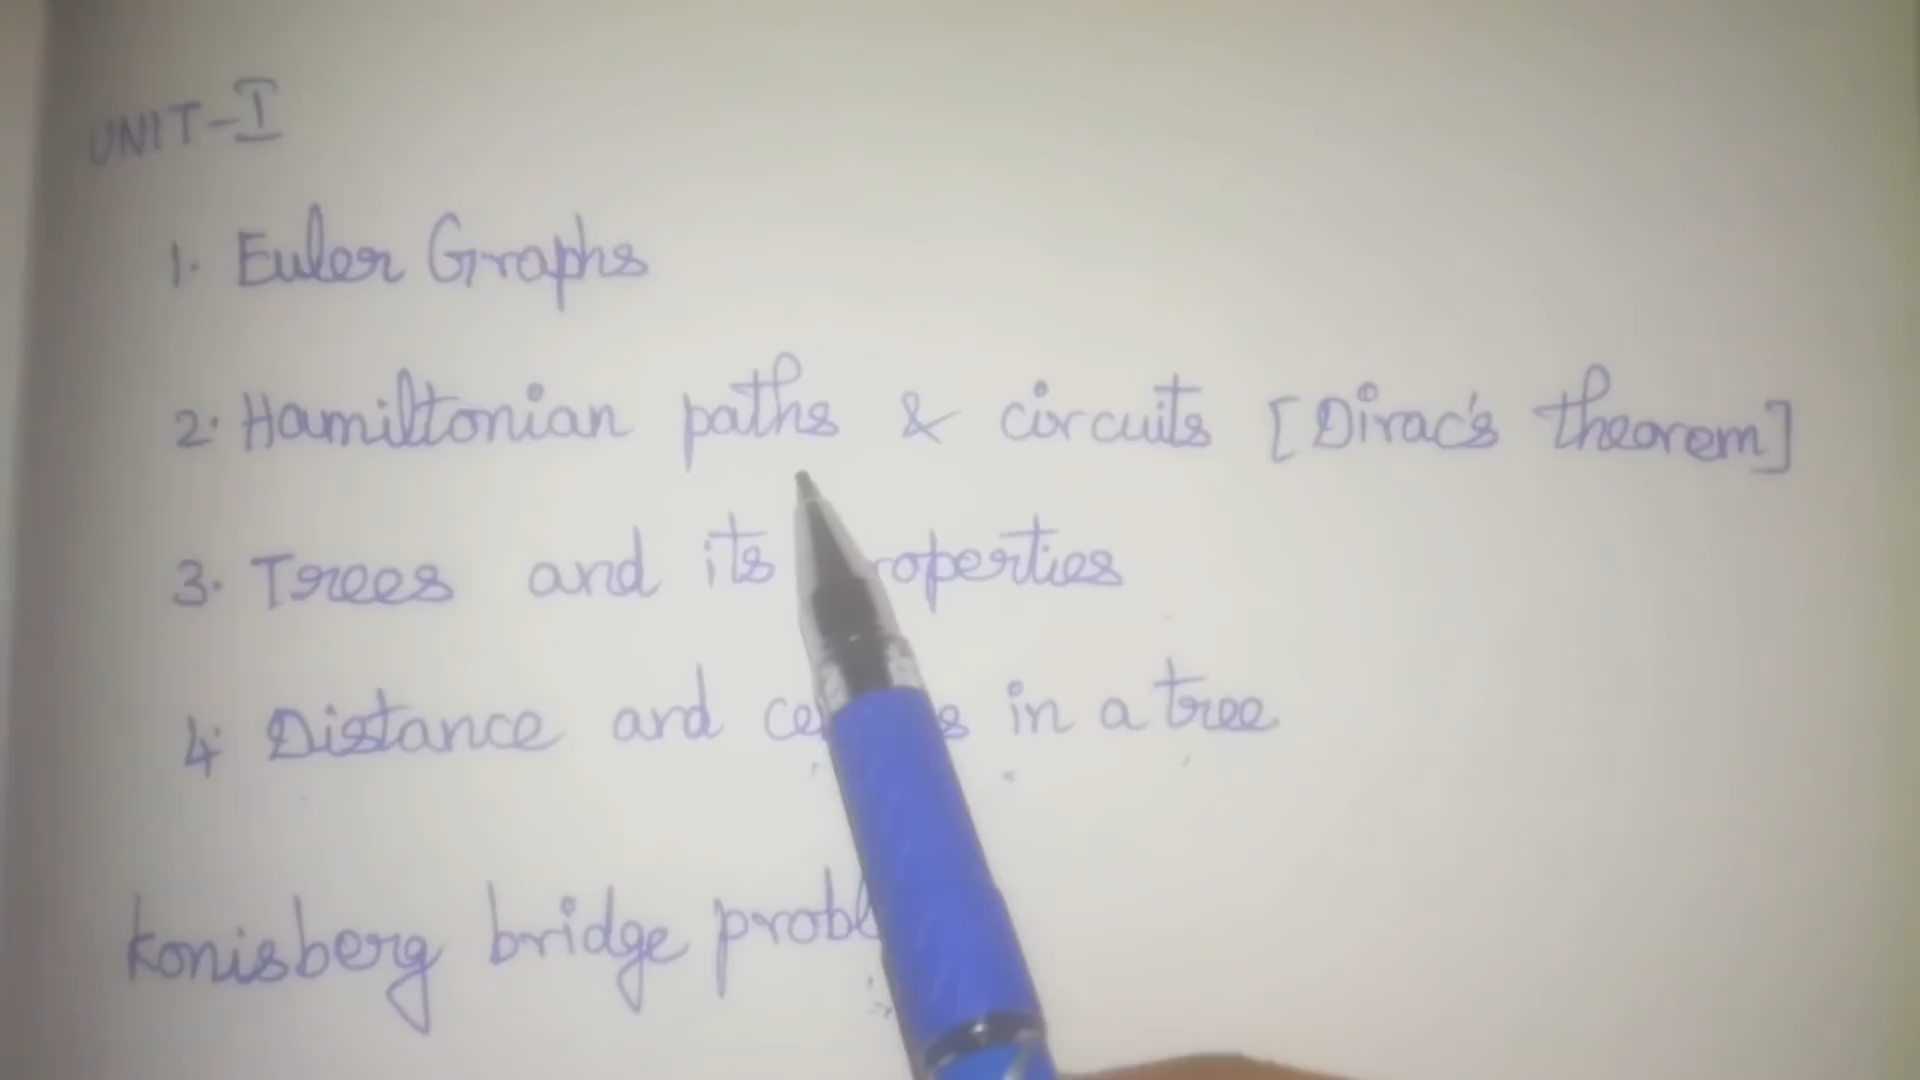 UNIT-I
1. Euler Graphs
2. Hamiltonian paths & circuits [Dirac's theorem]
3. Trees and its
4. Distance and in a tree
konisberg bridge